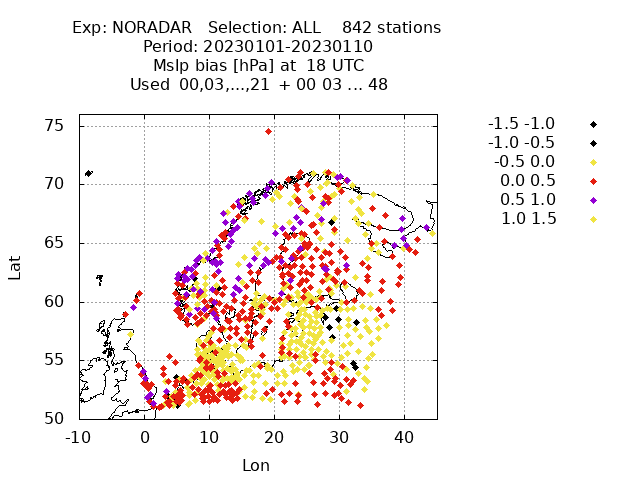 Exp: NORADAR   Selection: ALL    842 stations
Period: 20230101-20230110
Mslp bias [hPa] at  18 UTC
Used  00,03,...,21  + 00 03 ... 48
-1.5 -1.0
-1.0 -0.5
-0.5 0.0
0.0 0.5
0.5 1.0
1.0 1.5
Lat
75
70
65
60
55
50
-10 0 10 20 30 40
Lon